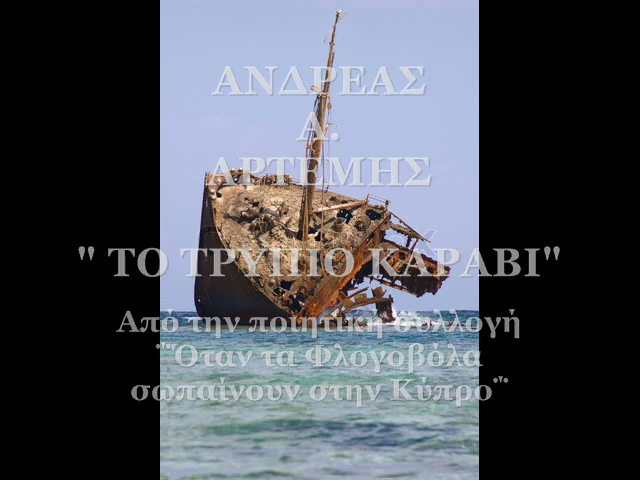 ΑΝΔΡΕΑΣ
Α.
ΑΡΤΕΜΗΣ
" ΤΟ ΤΡΥΠΙΟ ΚΑΡΑΒΙ"
Από την ποιητική συλλογή
¨Όταν τα Φλογοβόλα
σωπαίνουν στην Κύπρο¨